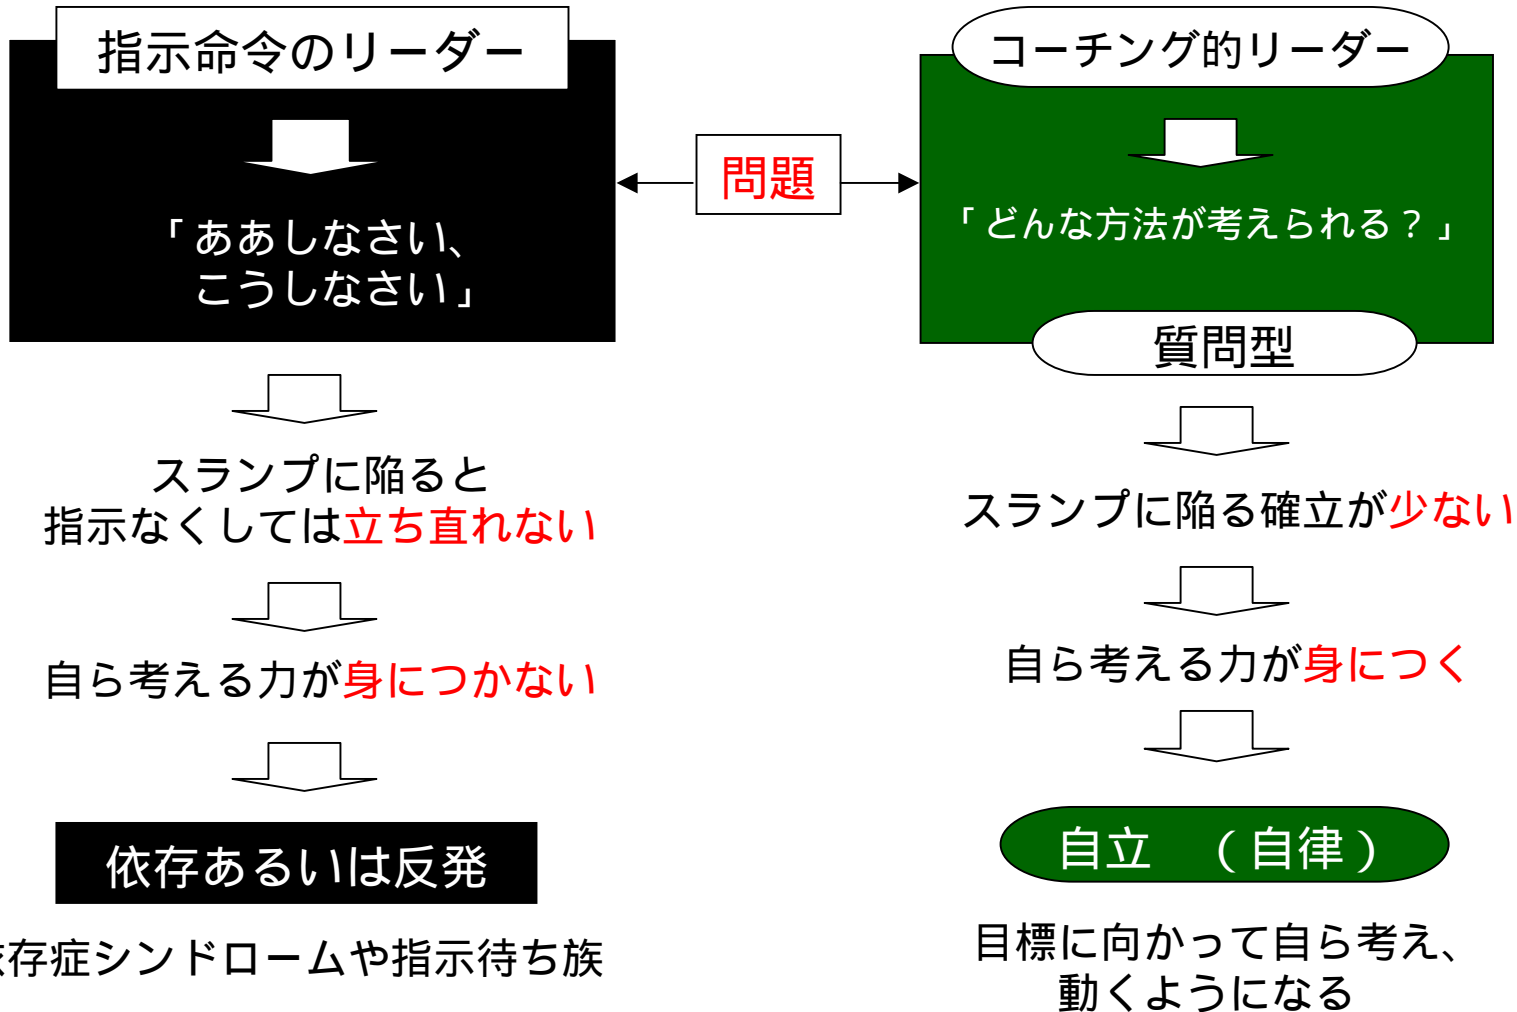 指示命令のリーダー
「ああしなさい、
こうしなさい」
スランプに陥ると
指示なくしては立ち直れない
自ら考える力が身につかない
依存あるいは反発
存症シンドロームや指示待ち族
問題
コーチング的リーダー
「どんな方法が考えられる?」
質問型
スランプに陥る確立が少ない
自ら考える力が身につく
自立 (自律)
目標に向かって自ら考え、
動くようになる